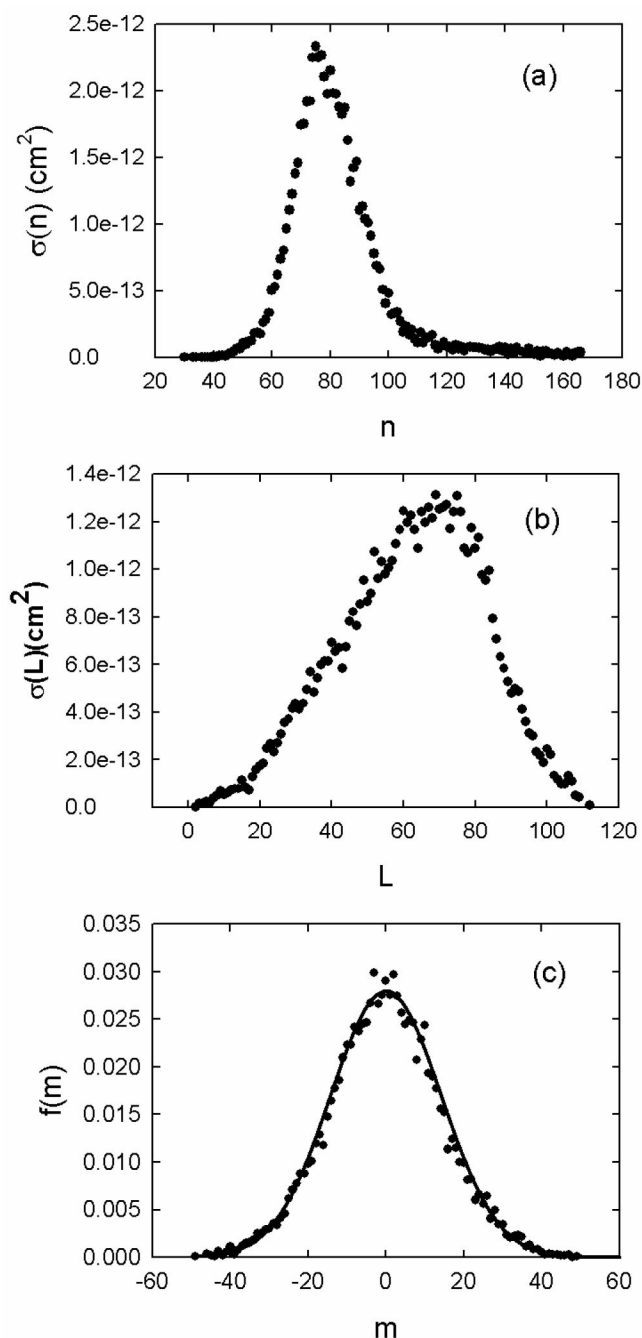 2.5e-12
(a)
2.0e-12
1.5e-12
1.0e-12
5.0e-13
0.0
σ(n) (cm²)
20 40 60 80 100 120 140 160 180
n
1.4e-12
(b)
1.2e-12
1.0e-12
8.0e-13
6.0e-13
4.0e-13
2.0e-13
0.0
σ(L)(cm²)
0 20 40 60 80 100 120
L
0.035
(c)
0.030
0.025
0.020
0.015
0.010
0.005
0.000
f(m)
-60 -40 -20 0 20 40 60
m